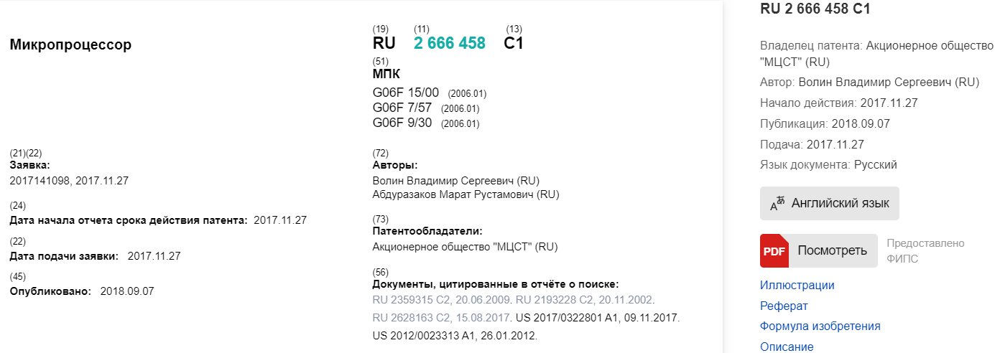 Микропроцессор
(19) (11) (13)
RU 2 666 458 C1
(51)
МПК
G06F 15/00 (2006.01)
G06F 7/57 (2006.01)
G06F 9/30 (2006.01)
(21)(22)
Заявка:
2017141098, 2017.11.27
(24)
Дата начала отчета срока действия патента: 2017.11.27
(22)
Дата подачи заявки: 2017.11.27
(45)
Опубликовано: 2018.09.07
(72)
Авторы:
Волин Владимир Сергеевич (RU)
Абдуразаков Марат Рустамович (RU)
(73)
Патентообладатели:
Акционерное общество "МЦСТ" (RU)
(56)
Документы, цитированные в отчёте о поиске:
RU 2359315 C2, 20.06.2009. RU 2193228 C2, 20.11.2002.
RU 2628163 C2, 15.08.2017. US 2017/0322801 A1, 09.11.2017.
US 2012/0023313 A1, 26.01.2012.
RU 2 666 458 C1
Владелец патента: Акционерное общество
"МЦСТ" (RU)
Автор: Волин Владимир Сергеевич (RU)
Начало действия: 2017.11.27
Публикация: 2018.09.07
Подача: 2017.11.27
Язык документа: Русский
Aあ Английский язык
PDF Посмотреть
Предоставлено
ФИПС
Иллюстрации
Реферат
Формула изобретения
Описание